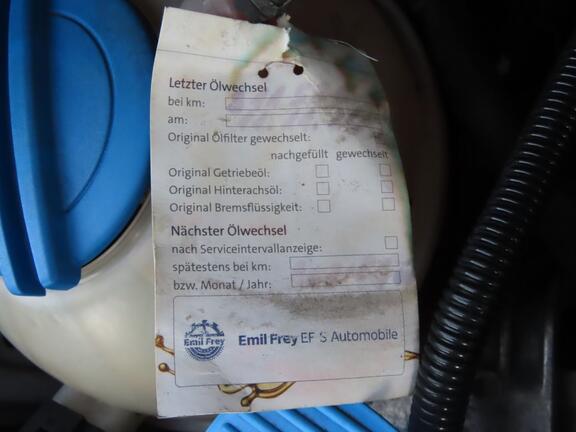 Letzter Ölwechsel
bei km:
am:
Original Ölfilter gewechselt:
nachgefüllt gewechselt
Original Getriebeöl:
Original Hinterachsöl:
Original Bremsflüssigkeit:
Nächster Ölwechsel
nach Serviceintervallanzeige:
spätestens bei km:
bzw. Monat / Jahr:
Emil Frey
Emil Frey EF S Automobile